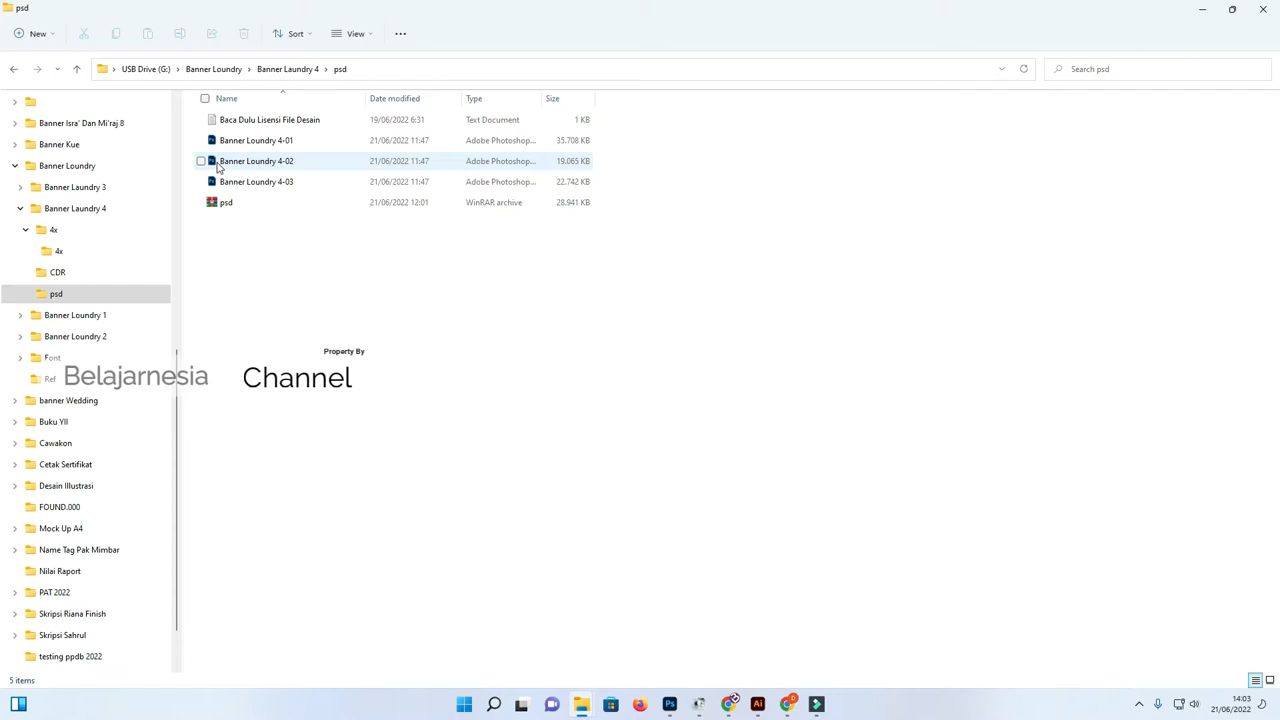 psd
New
Sort
View
USB Drive (G:) Banner Loundry Banner Laundry 4 psd
Search psd
Name Date modified Type Size
Baca Dulu Lisensi File Desain 19/06/2022 6:31 Text Document 1 KB
Banner Loundry 4-01 21/06/2022 11:47 Adobe Photoshop... 35.708 KB
Banner Loundry 4-02 21/06/2022 11:47 Adobe Photoshop... 19.065 KB
Banner Loundry 4-03 21/06/2022 11:47 Adobe Photoshop... 22.742 KB
psd 21/06/2022 12:01 WinRAR archive 28.941 KB
Banner Isra' Dan Mi'raj 8
Banner Kue
Banner Loundry
Banner Laundry 3
Banner Laundry 4
4x
4x
CDR
psd
Banner Loundry 1
Banner Loundry 2
Font
Ref
banner Wedding
Buku YII
Cawakon
Cetak Sertifikat
Desain Illustrasi
FOUND.000
Mock Up A4
Name Tag Pak Mimbar
Nilai Raport
PAT 2022
Skripsi Riana Finish
Skripsi Sahrul
testing ppdb 2022
Property By
Belajarnesia Channel
5 items
14:03
21/06/2022